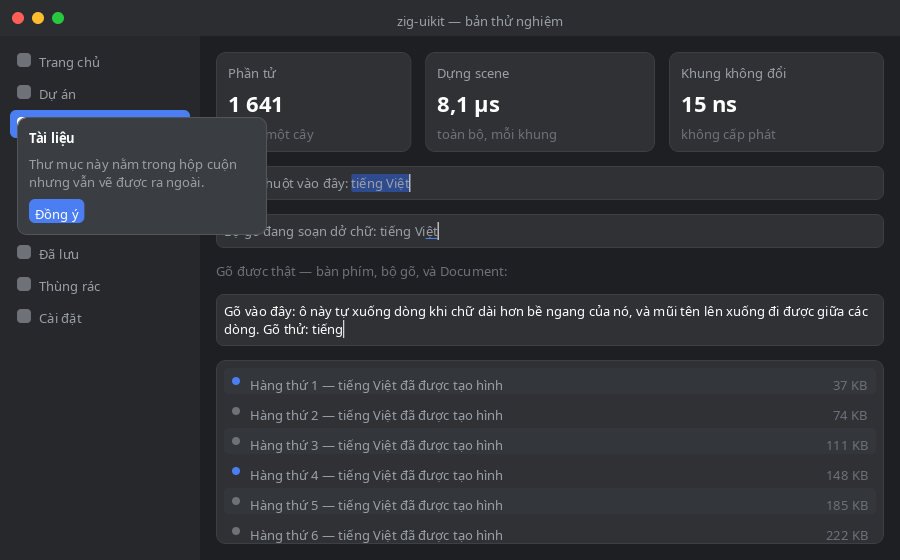 zig-uikit — bản thử nghiệm
Trang chủ
Dự án
Tài liệu
Thư mục này nằm trong hộp cuộn
nhưng vẫn vẽ được ra ngoài.
Đồng ý
Đã lưu
Thùng rác
Cài đặt
Phần tử
1 641
một cây
Dựng scene
8,1 µs
toàn bộ, mỗi khung
Khung không đổi
15 ns
không cấp phát
vào đây: tiếng Việt
đang soạn dở chữ: tiếng Việt
Gõ được thật — bàn phím, bộ gõ, và Document:
Gõ vào đây: ô này tự xuống dòng khi chữ dài hơn bề ngang của nó, và mũi tên lên xuống đi được giữa các
dòng. Gõ thử: tiếng
Hàng thứ 1 — tiếng Việt đã được tạo hình 37 KB
Hàng thứ 2 — tiếng Việt đã được tạo hình 74 KB
Hàng thứ 3 — tiếng Việt đã được tạo hình 111 KB
Hàng thứ 4 — tiếng Việt đã được tạo hình 148 KB
Hàng thứ 5 — tiếng Việt đã được tạo hình 185 KB
Hàng thứ 6 — tiếng Việt đã được tạo hình 222 KB